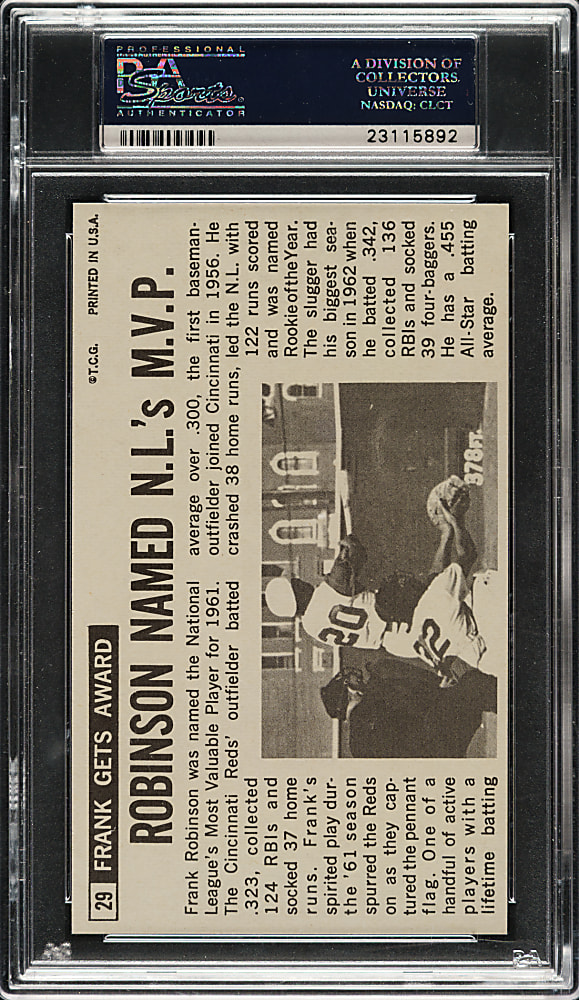 PROFESSIONAL
PSA
Sports
AUTHENTICATOR
A DIVISION OF
COLLECTORS
UNIVERSE
NASDAQ: CLCT
23115892
29 FRANK GETS AWARD
©T.C.G. PRINTED IN U.S.A.
ROBINSON NAMED N.L.'s M.V.P.
Frank Robinson was named the National
League's Most Valuable Player for 1961.
The Cincinnati Reds' outfielder batted
.323, collected
124 RBIs and
socked 37 home
runs. Frank's
spirited play dur-
the '61 season
spurred the Reds
on as they cap-
tured the pennant
flag. One of a
handful of active
players with a
lifetime batting
average over .300, the first baseman-
outfielder joined Cincinnati in 1956. He
crashed 38 home runs, led the N.L. with
122 runs scored
and was named
Rookie of the Year.
The slugger had
his biggest sea-
son in 1962 when
he batted .342,
collected 136
RBIs and socked
39 four-baggers.
He has a .455
All-Star batting
average.
20
22
378FT.
PSA